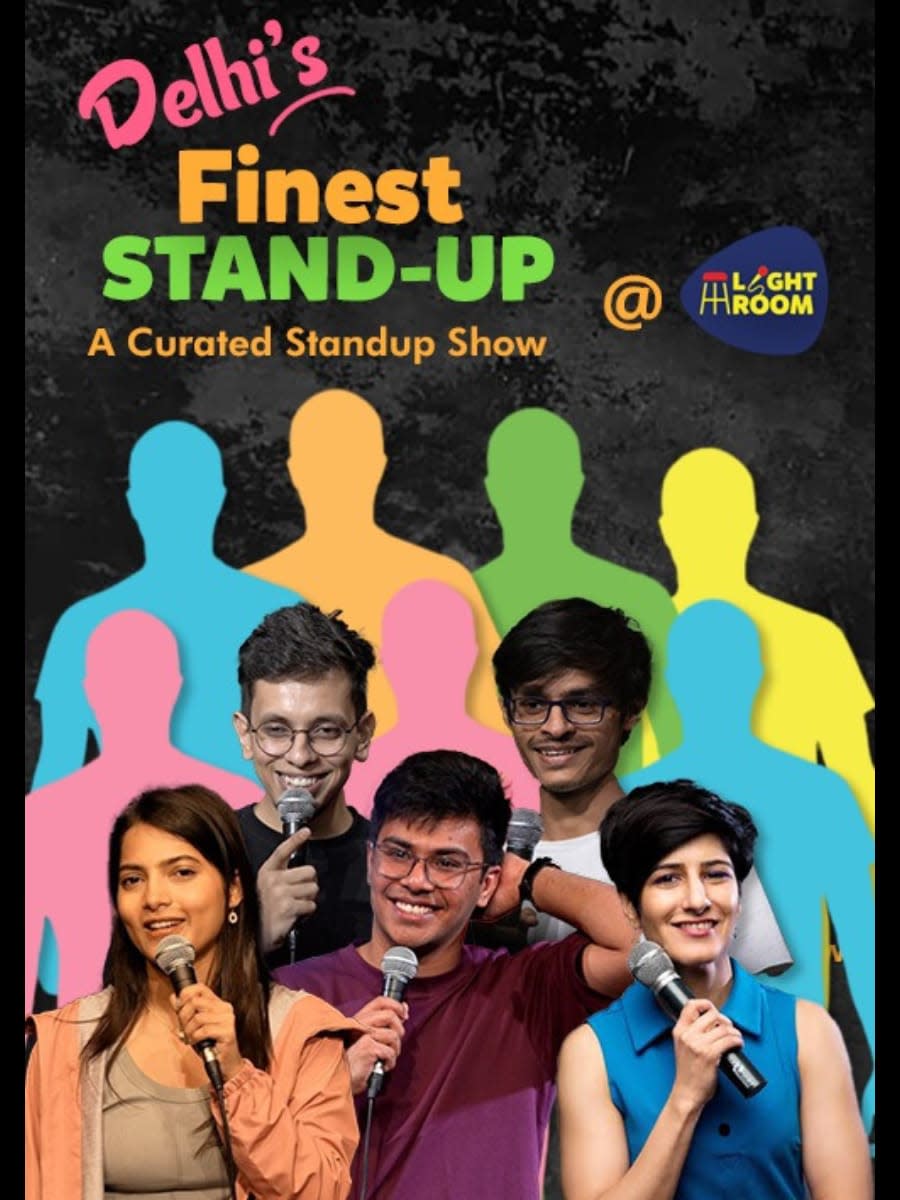 Delhi's
Finest
STAND-UP
A Curated Standup Show
@
LIGHT
ROOM